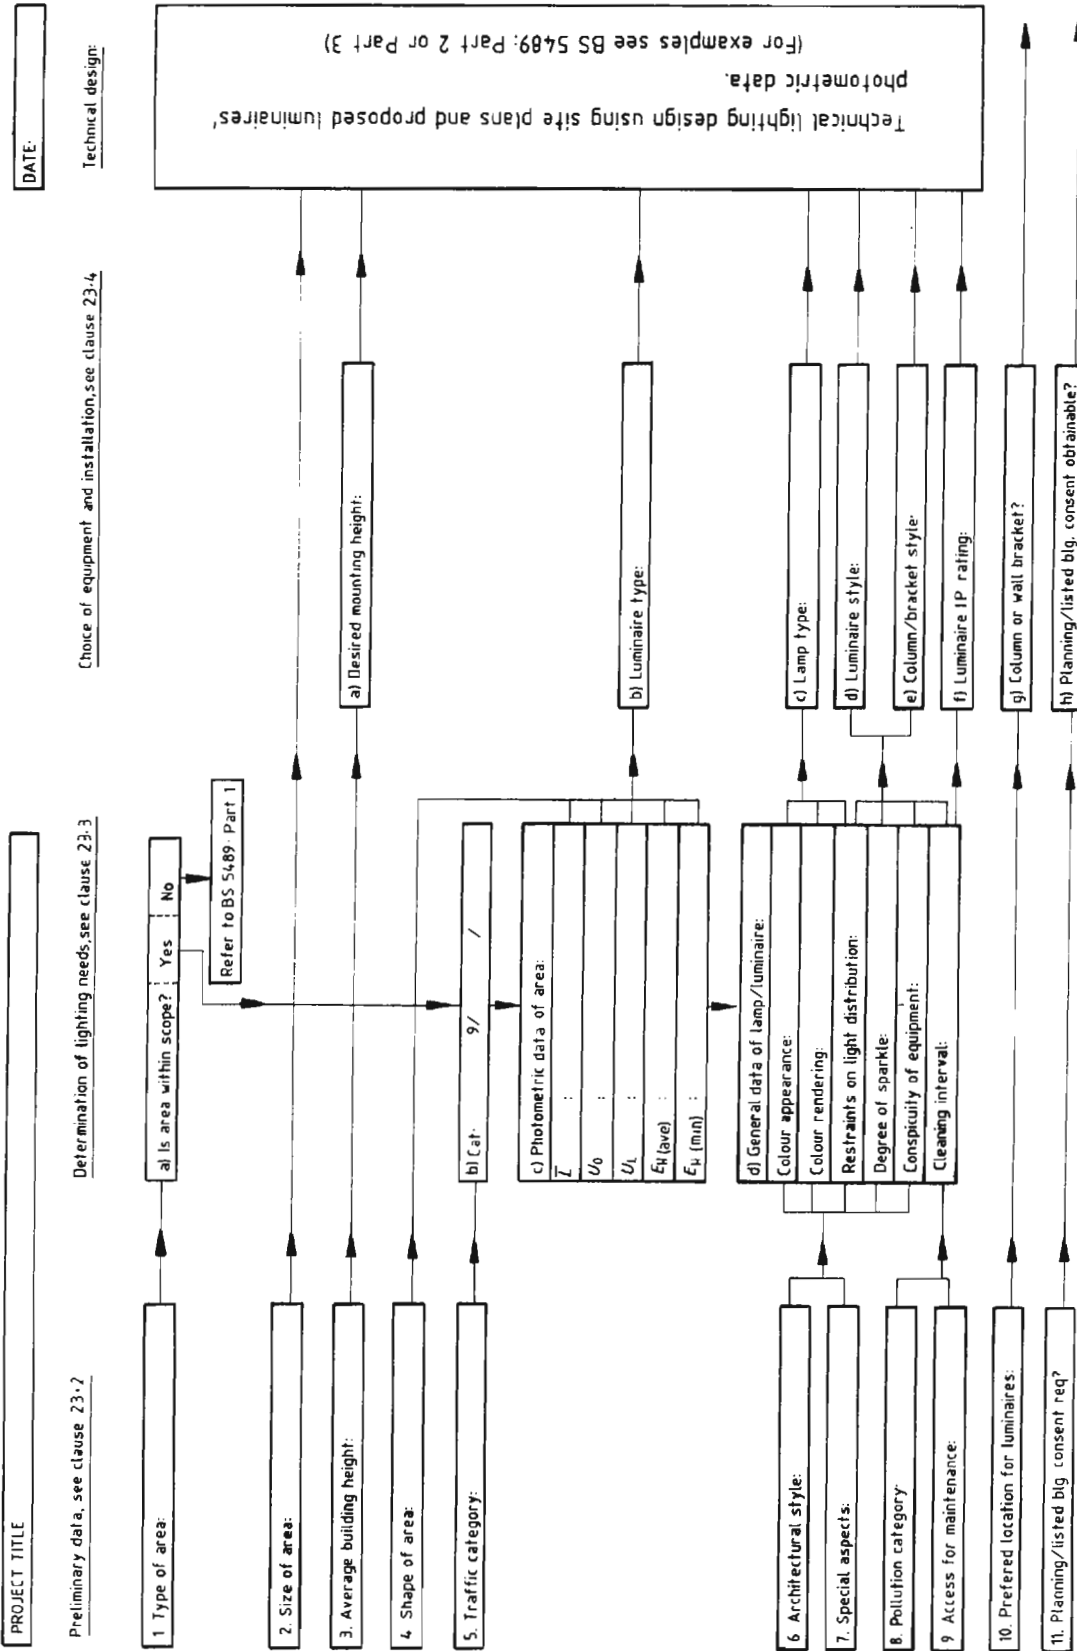 PROJECT TITLE
DATE:
Preliminary data, see clause 23·2
Determination of lighting needs,see clause 23·3
Choice of equipment and installation,see clause 23·4
Technical design:
1 Type of area:
a) Is area within scope? Yes No
Refer to BS 5489: Part 1
2. Size of area:
3. Average building height:
a) Desired mounting height:
4 Shape of area:
5. Traffic category:
b) Cat· 9/ /
c) Photometric data of area:
L̅ :
U₀ :
U_L :
E_H (ave) :
E_H (min) :
b) Luminaire type:
6 Architectural style:
7. Special aspects:
8. Pollution category·
9 Access for maintenance:
d) General data of lamp/luminaire:
Colour appearance:
Colour rendering:
Restraints on light distribution:
Degree of sparkle:
Conspicuity of equipment:
Cleaning interval:
c) Lamp type:
d) Luminaire style:
e) Column/bracket style·
f) Luminaire IP rating:
10. Prefered location for luminaires:
g) Column or wall bracket?
11. Planning/listed blg consent req?
h) Planning/listed blg. consent obtainable?
Technical lighting design using site plans and proposed luminaires'
photometric data.
(For examples see BS 5489: Part 2 or Part 3)